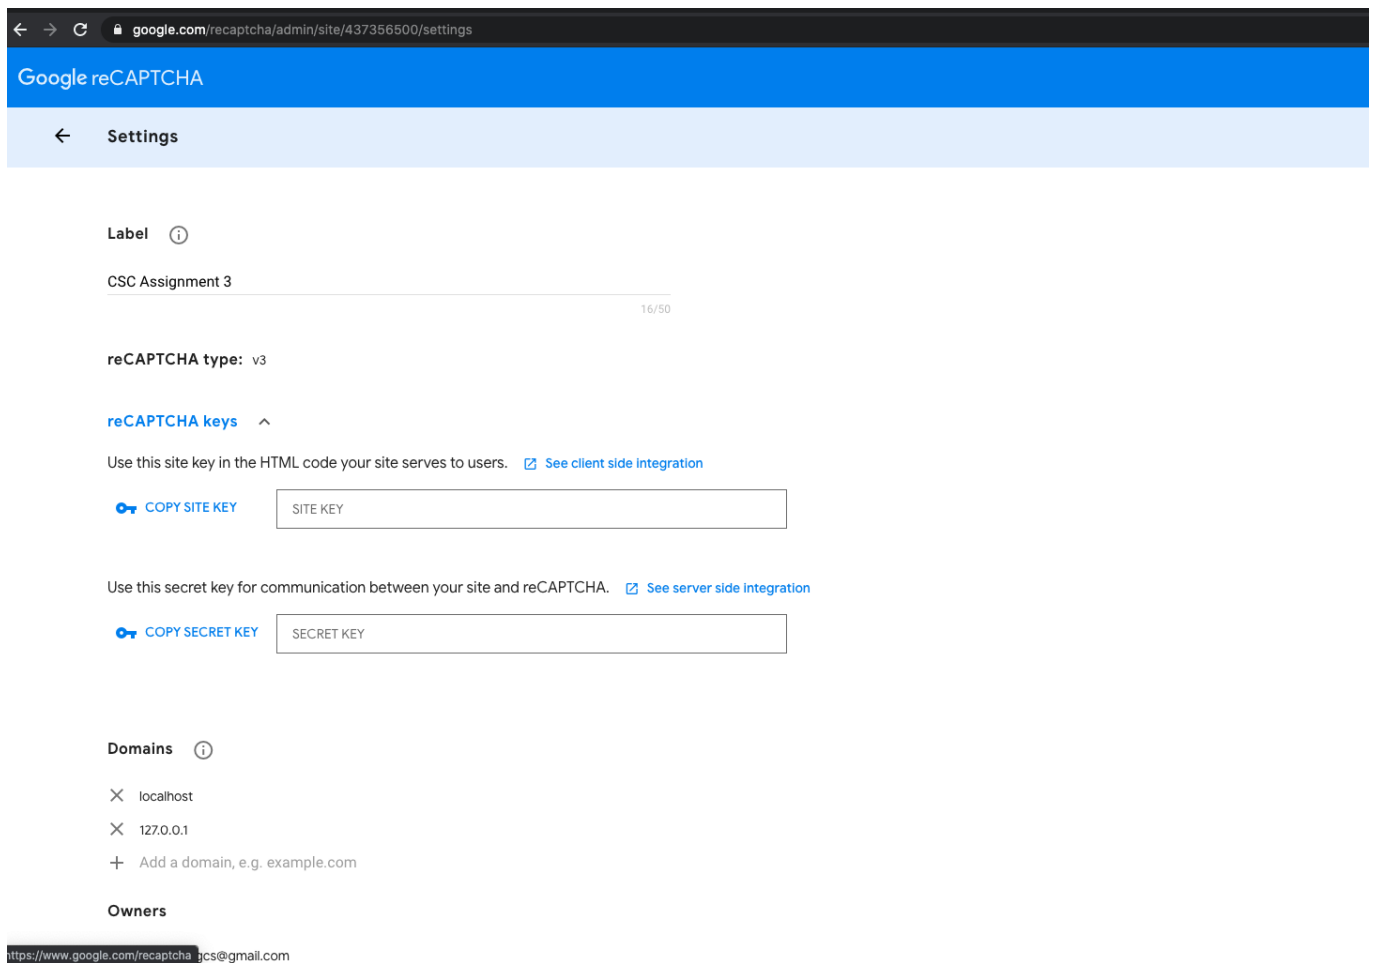 google.com/recaptcha/admin/site/437356500/settings
Google reCAPTCHA
Settings
Label
CSC Assignment 3
16/50
reCAPTCHA type: v3
reCAPTCHA keys
Use this site key in the HTML code your site serves to users. See client side integration
COPY SITE KEY SITE KEY
Use this secret key for communication between your site and reCAPTCHA. See server side integration
COPY SECRET KEY SECRET KEY
Domains
localhost
127.0.0.1
Add a domain, e.g. example.com
Owners
https://www.google.com/recaptcha gcs@gmail.com